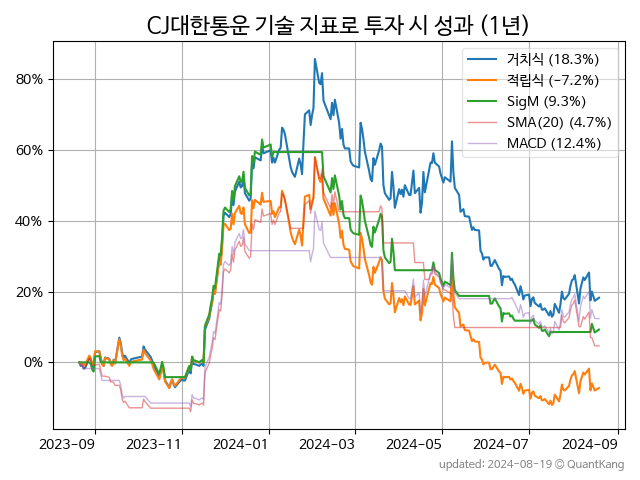 CJ대한통운 기술 지표로 투자 시 성과 (1년)
거치식 (18.3%)
적립식 (-7.2%)
SigM (9.3%)
SMA(20) (4.7%)
MACD (12.4%)
80%
60%
40%
20%
0%
2023-09 2023-11 2024-01 2024-03 2024-05 2024-07 2024-09
updated: 2024-08-19 © QuantKang